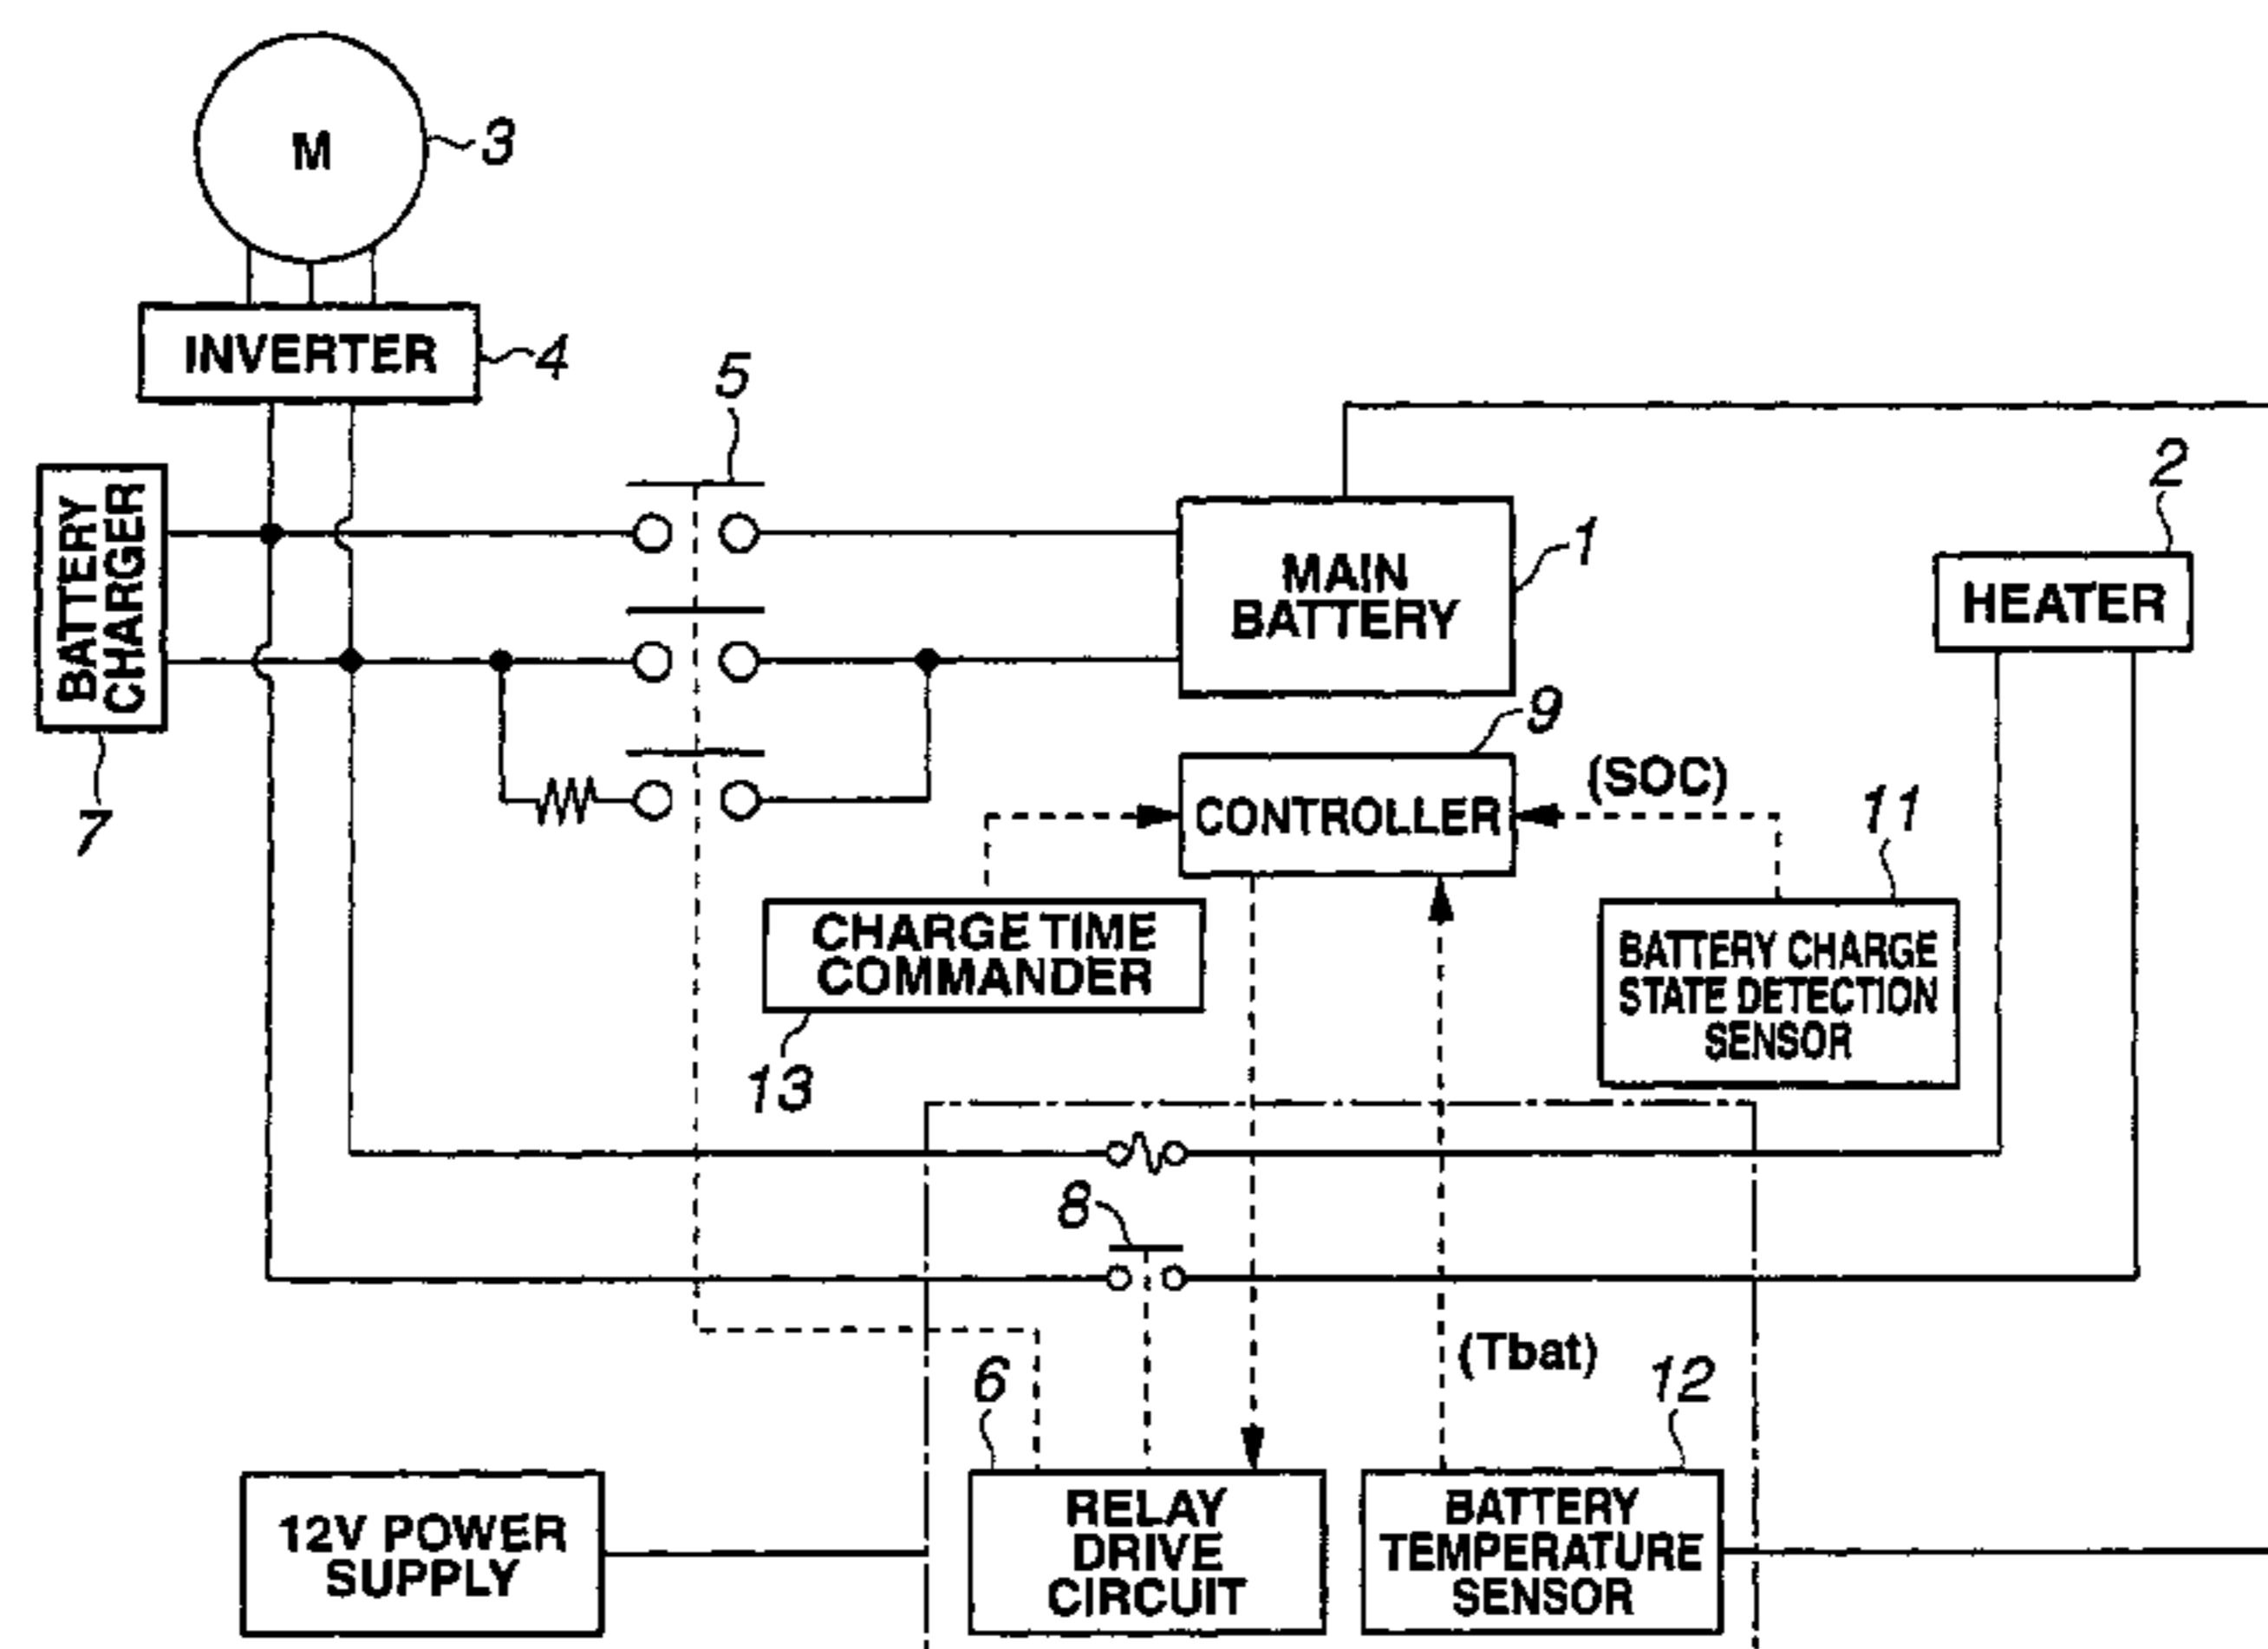 M
3
INVERTER
4
5
BATTERY
CHARGER
7
MAIN
BATTERY
1
2
HEATER
9
CONTROLLER
(SOC)
11
CHARGE TIME
COMMANDER
13
BATTERY CHARGE
STATE DETECTION
SENSOR
8
(Tbat)
6
12
12V POWER
SUPPLY
RELAY
DRIVE
CIRCUIT
BATTERY
TEMPERATURE
SENSOR